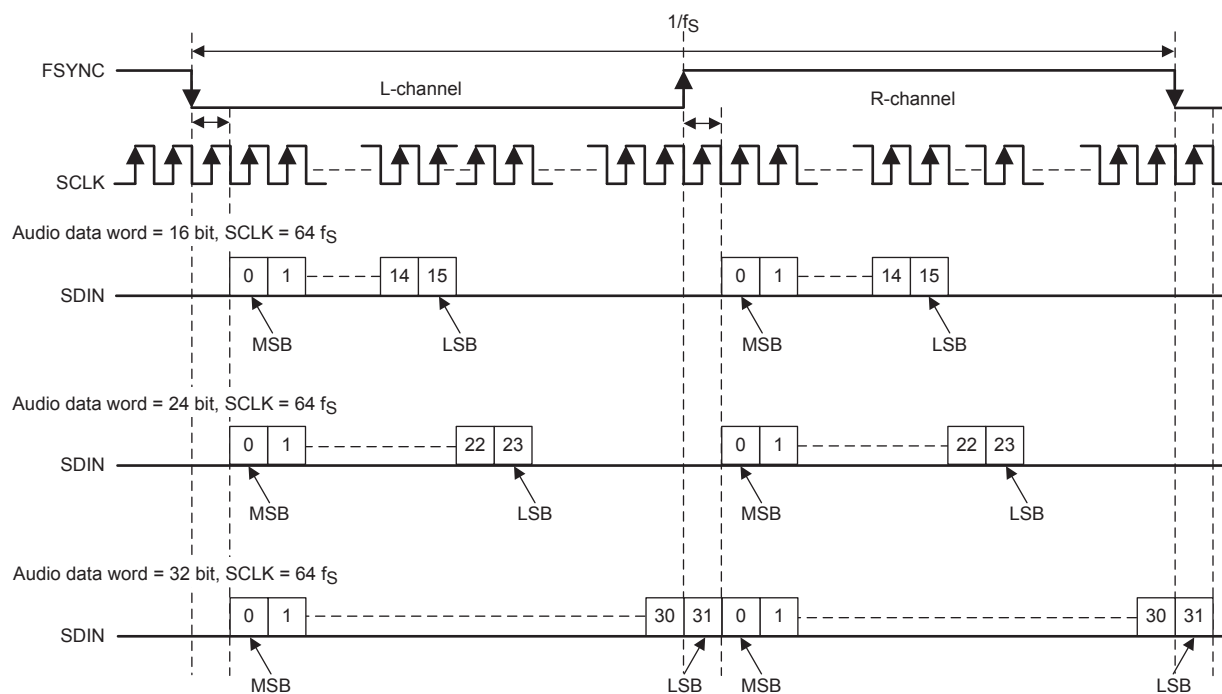 1/fS
FSYNC
L-channel
R-channel
SCLK
Audio data word = 16 bit, SCLK = 64 fS
0 1 14 15 0 1 14 15
SDIN
MSB LSB MSB LSB
Audio data word = 24 bit, SCLK = 64 fS
0 1 22 23 0 1 22 23
SDIN
MSB LSB MSB LSB
Audio data word = 32 bit, SCLK = 64 fS
0 1 30 31 0 1 30 31
SDIN
MSB LSB MSB LSB